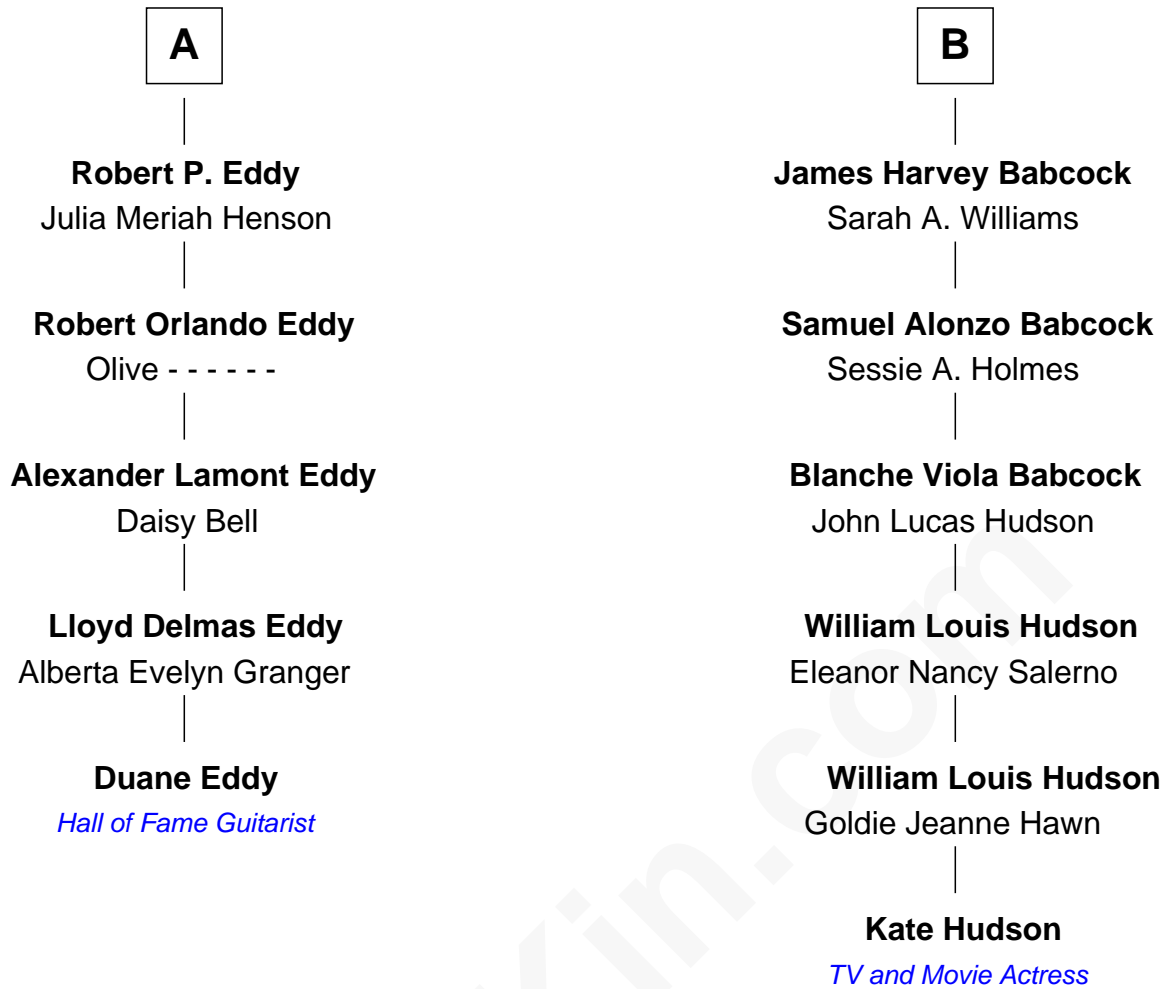 A
Robert P. Eddy
Julia Meriah Henson
Robert Orlando Eddy
Olive - - - - - -
Alexander Lamont Eddy
Daisy Bell
Lloyd Delmas Eddy
Alberta Evelyn Granger
Duane Eddy
Hall of Fame Guitarist
B
James Harvey Babcock
Sarah A. Williams
Samuel Alonzo Babcock
Sessie A. Holmes
Blanche Viola Babcock
John Lucas Hudson
William Louis Hudson
Eleanor Nancy Salerno
William Louis Hudson
Goldie Jeanne Hawn
Kate Hudson
TV and Movie Actress
Kin.com